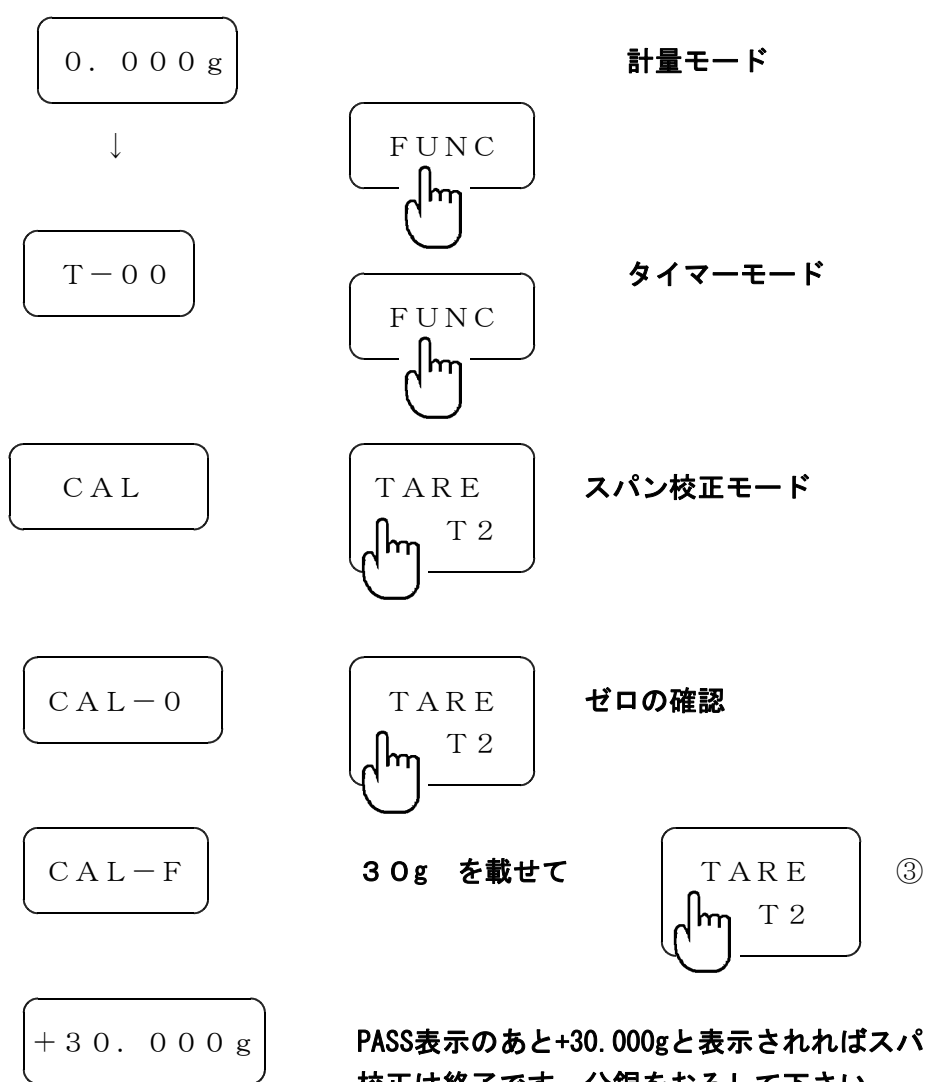 ０．０００ｇ
計量モード
↓
ＦＵＮＣ
Ｔ－００
タイマーモード
ＦＵＮＣ
ＣＡＬ
ＴＡＲＥ
Ｔ２
スパン校正モード
ＣＡＬ－０
ＴＡＲＥ
Ｔ２
ゼロの確認
ＣＡＬ－Ｆ
３０g　を載せて
ＴＡＲＥ
Ｔ２
③
＋３０．０００ｇ
PASS表示のあと+30.000gと表示されればスパ
校正は終了です。分銅をおろして下さい